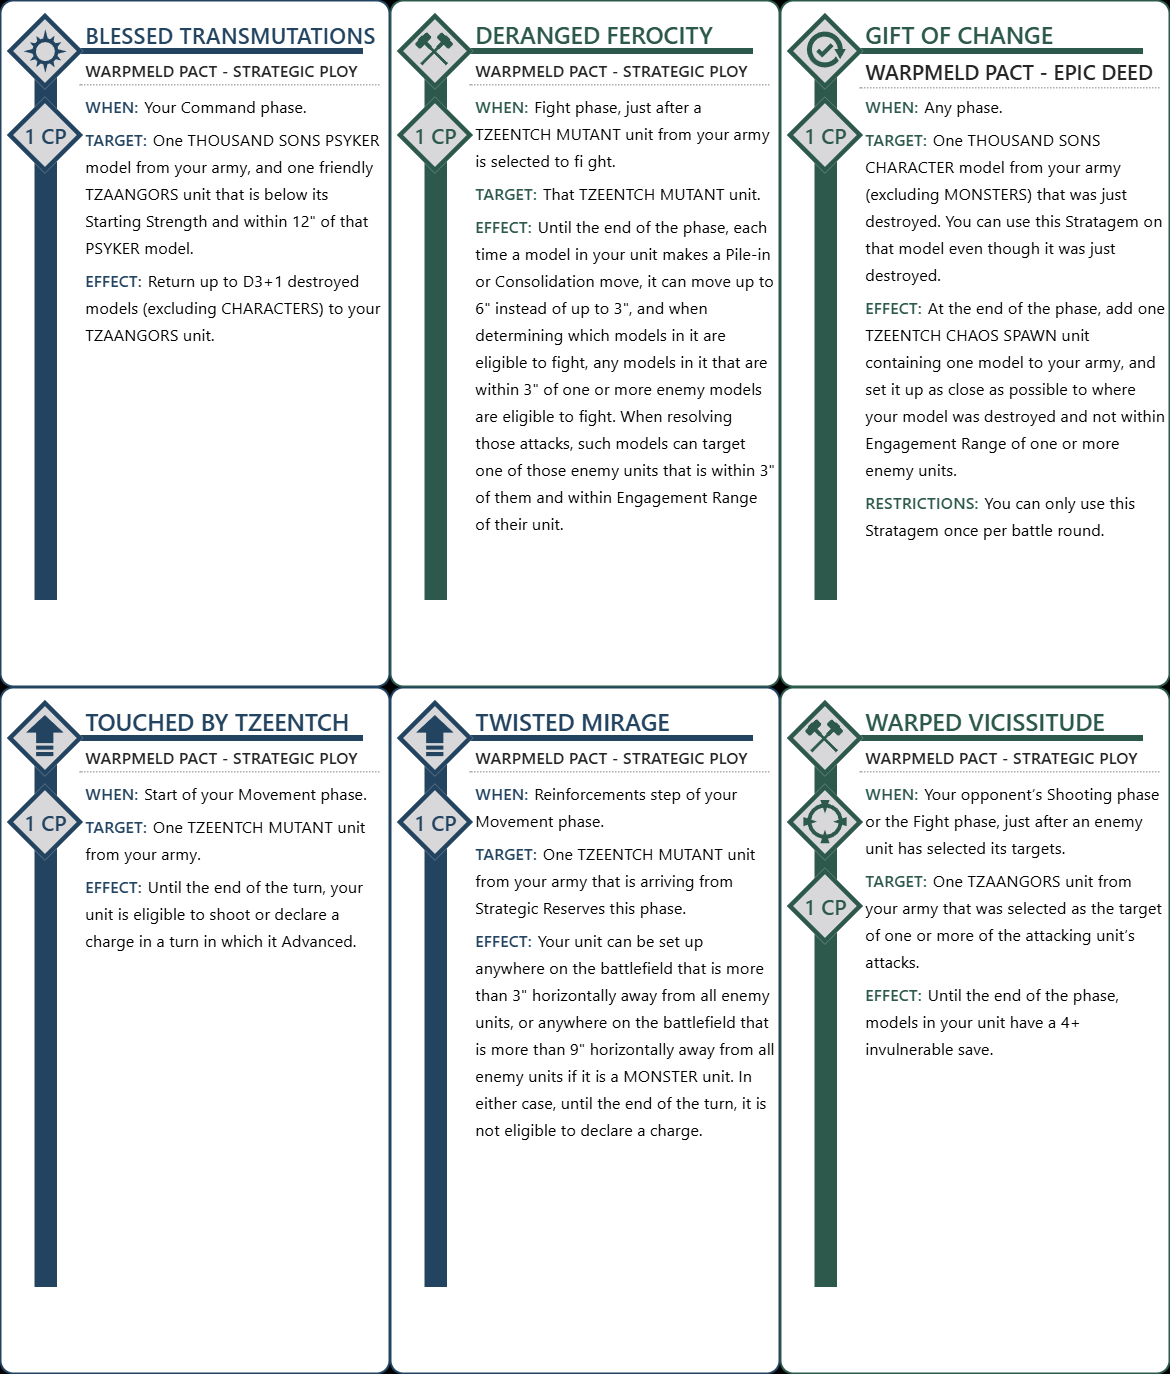 BLESSED TRANSMUTATIONS
WARPMELD PACT - STRATEGIC PLOY
WHEN: Your Command phase.
1 CP
TARGET: One THOUSAND SONS PSYKER
model from your army, and one friendly
TZAANGORS unit that is below its
Starting Strength and within 12" of that
PSYKER model.
EFFECT: Return up to D3+1 destroyed
models (excluding CHARACTERS) to your
TZAANGORS unit.
DERANGED FEROCITY
WARPMELD PACT - STRATEGIC PLOY
WHEN: Fight phase, just after a
1 CP
TZEENTCH MUTANT unit from your army
is selected to fi ght.
TARGET: That TZEENTCH MUTANT unit.
EFFECT: Until the end of the phase, each
time a model in your unit makes a Pile-in
or Consolidation move, it can move up to
6" instead of up to 3", and when
determining which models in it are
eligible to fight, any models in it that are
within 3" of one or more enemy models
are eligible to fight. When resolving
those attacks, such models can target
one of those enemy units that is within 3"
of them and within Engagement Range
of their unit.
GIFT OF CHANGE
WARPMELD PACT - EPIC DEED
WHEN: Any phase.
1 CP
TARGET: One THOUSAND SONS
CHARACTER model from your army
(excluding MONSTERS) that was just
destroyed. You can use this Stratagem on
that model even though it was just
destroyed.
EFFECT: At the end of the phase, add one
TZEENTCH CHAOS SPAWN unit
containing one model to your army, and
set it up as close as possible to where
your model was destroyed and not within
Engagement Range of one or more
enemy units.
RESTRICTIONS: You can only use this
Stratagem once per battle round.
TOUCHED BY TZEENTCH
WARPMELD PACT - STRATEGIC PLOY
WHEN: Start of your Movement phase.
1 CP
TARGET: One TZEENTCH MUTANT unit
from your army.
EFFECT: Until the end of the turn, your
unit is eligible to shoot or declare a
charge in a turn in which it Advanced.
TWISTED MIRAGE
WARPMELD PACT - STRATEGIC PLOY
WHEN: Reinforcements step of your
1 CP
Movement phase.
TARGET: One TZEENTCH MUTANT unit
from your army that is arriving from
Strategic Reserves this phase.
EFFECT: Your unit can be set up
anywhere on the battlefield that is more
than 3" horizontally away from all enemy
units, or anywhere on the battlefield that
is more than 9" horizontally away from all
enemy units if it is a MONSTER unit. In
either case, until the end of the turn, it is
not eligible to declare a charge.
WARPED VICISSITUDE
WARPMELD PACT - STRATEGIC PLOY
WHEN: Your opponent's Shooting phase
or the Fight phase, just after an enemy
unit has selected its targets.
TARGET: One TZAANGORS unit from
1 CP
your army that was selected as the target
of one or more of the attacking unit's
attacks.
EFFECT: Until the end of the phase,
models in your unit have a 4+
invulnerable save.